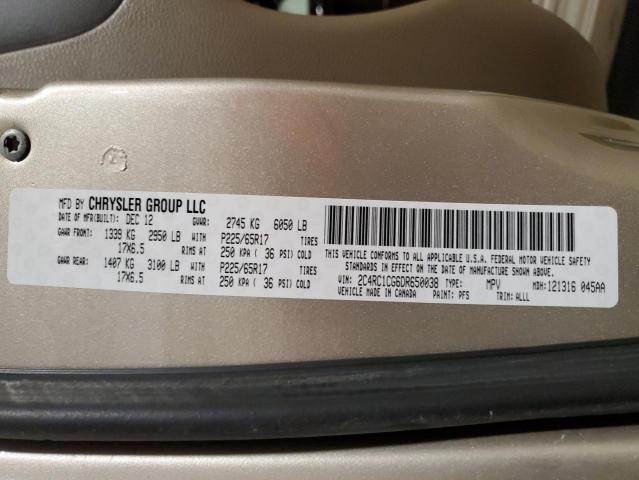 MFD BY CHRYSLER GROUP LLC
DATE OF MFR(BUILT): DEC 12 GVWR: 2745 KG 6050 LB
GAWR FRONT: 1339 KG 2950 LB WITH P225/65R17 TIRES
17X6.5 RIMS AT 250 KPA ( 36 PSI) COLD
GAWR REAR: 1407 KG 3100 LB WITH P225/65R17 TIRES
17X6.5 RIMS AT 250 KPA ( 36 PSI) COLD
THIS VEHICLE CONFORMS TO ALL APPLICABLE U.S.A. FEDERAL MOTOR VEHICLE SAFETY
STANDARDS IN EFFECT ON THE DATE OF MANUFACTURE SHOWN ABOVE.
VIN: 2C4RC1CG6DR650038 TYPE: MPV MDH: 121316 045AA
VEHICLE MADE IN CANADA PAINT: PFS TRIM: ALLL